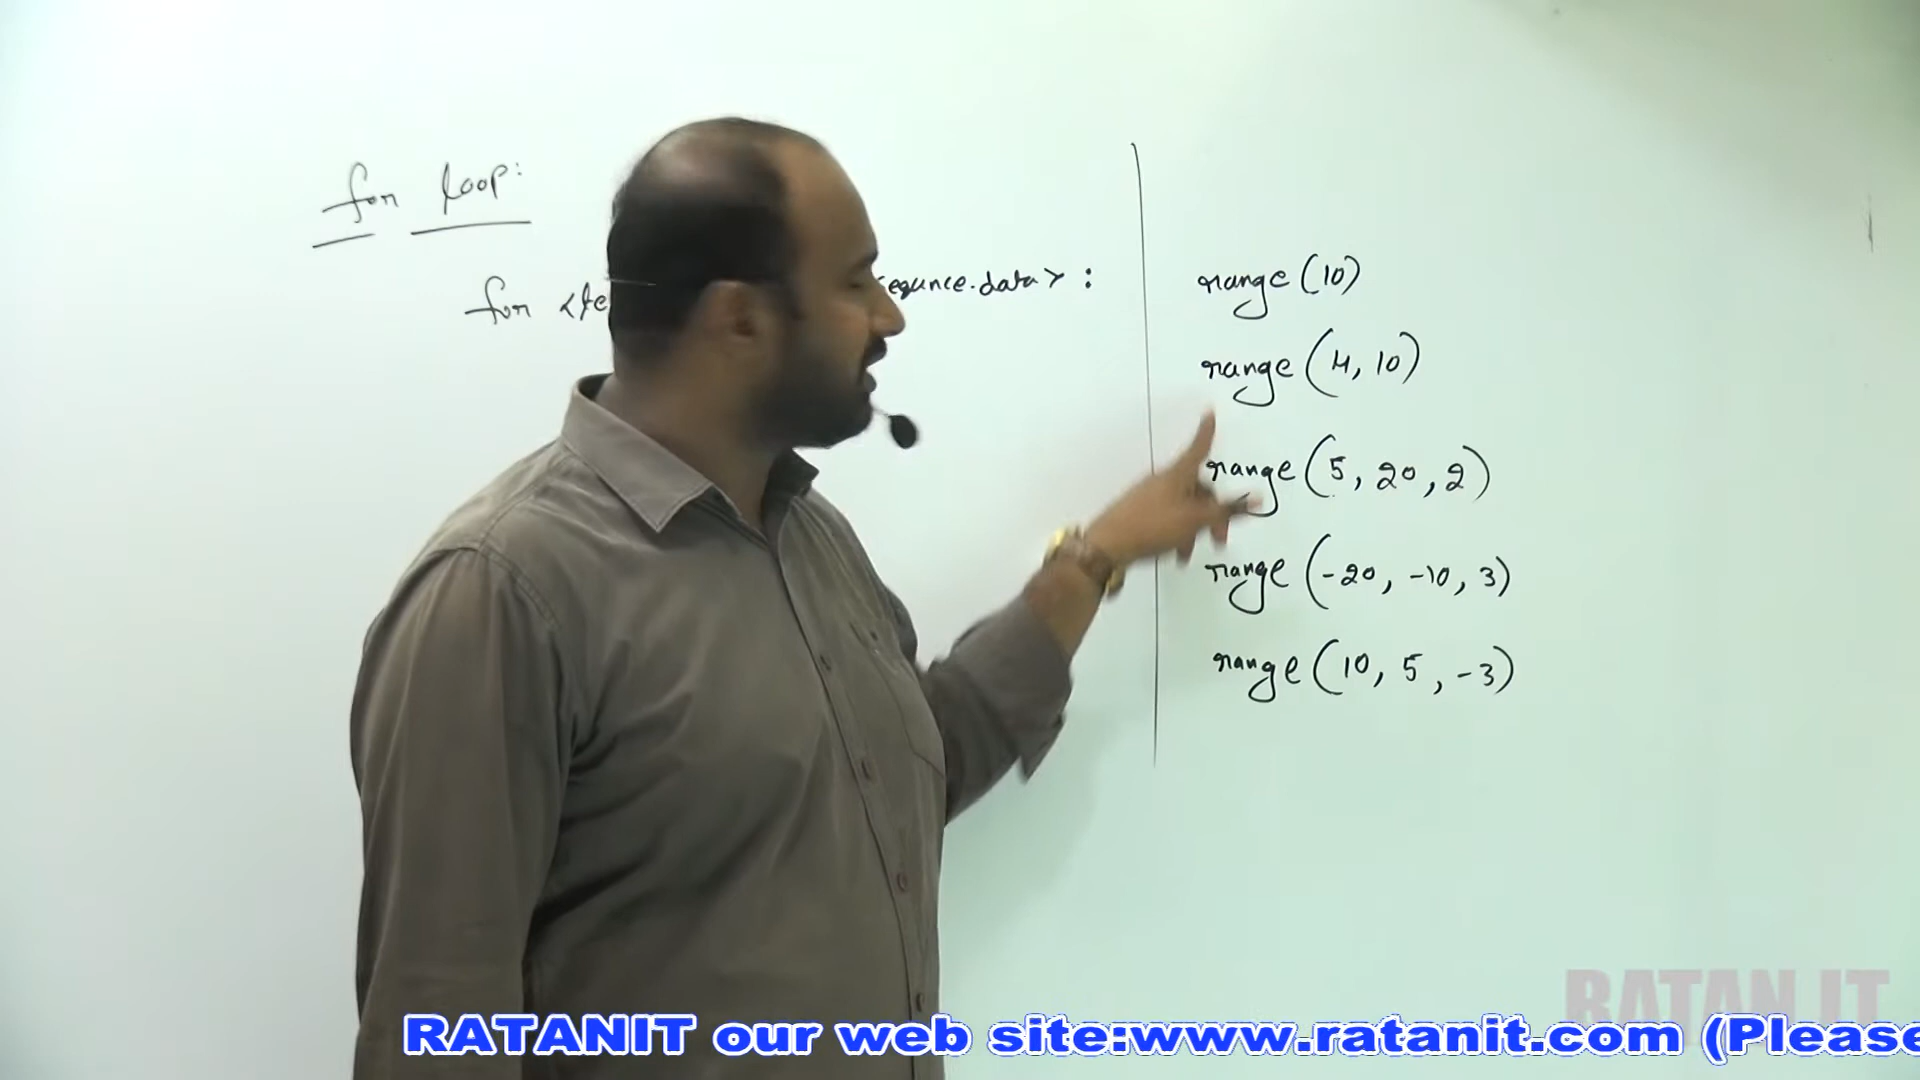 for loop:
for <te equnce.data> :
range (10)
range (4, 10)
range (5, 20, 2)
range (-20, -10, 3)
range (10, 5, -3)
RATAN IT
RATANIT our web site:www.ratanit.com (Please